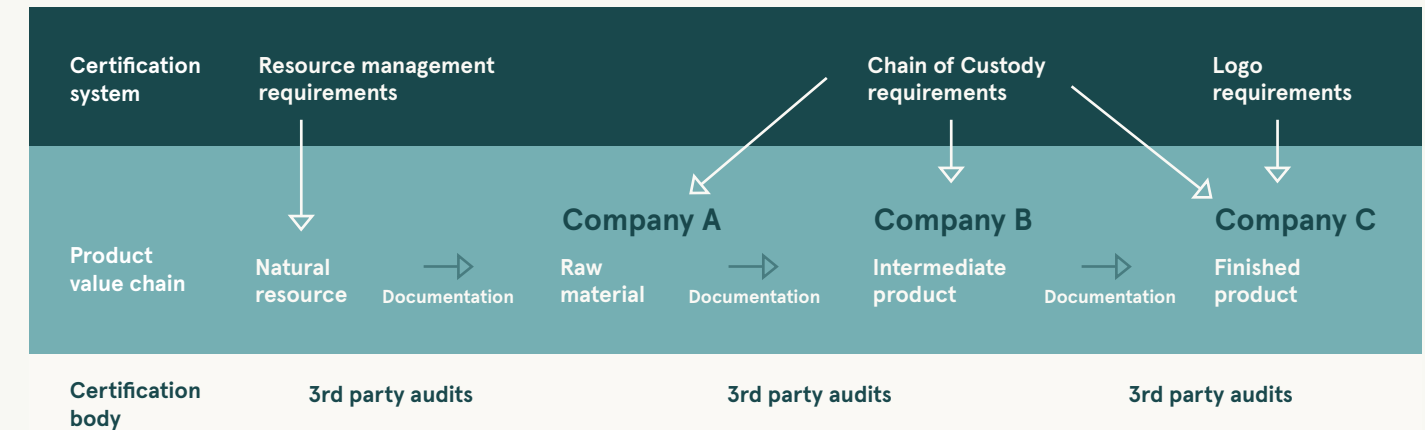 Certification
system
Resource management
requirements
Chain of Custody
requirements
Logo
requirements
Product
value chain
Natural
resource
Documentation
Company A
Raw
material
Documentation
Company B
Intermediate
product
Documentation
Company C
Finished
product
Certification
body
3rd party audits
3rd party audits
3rd party audits